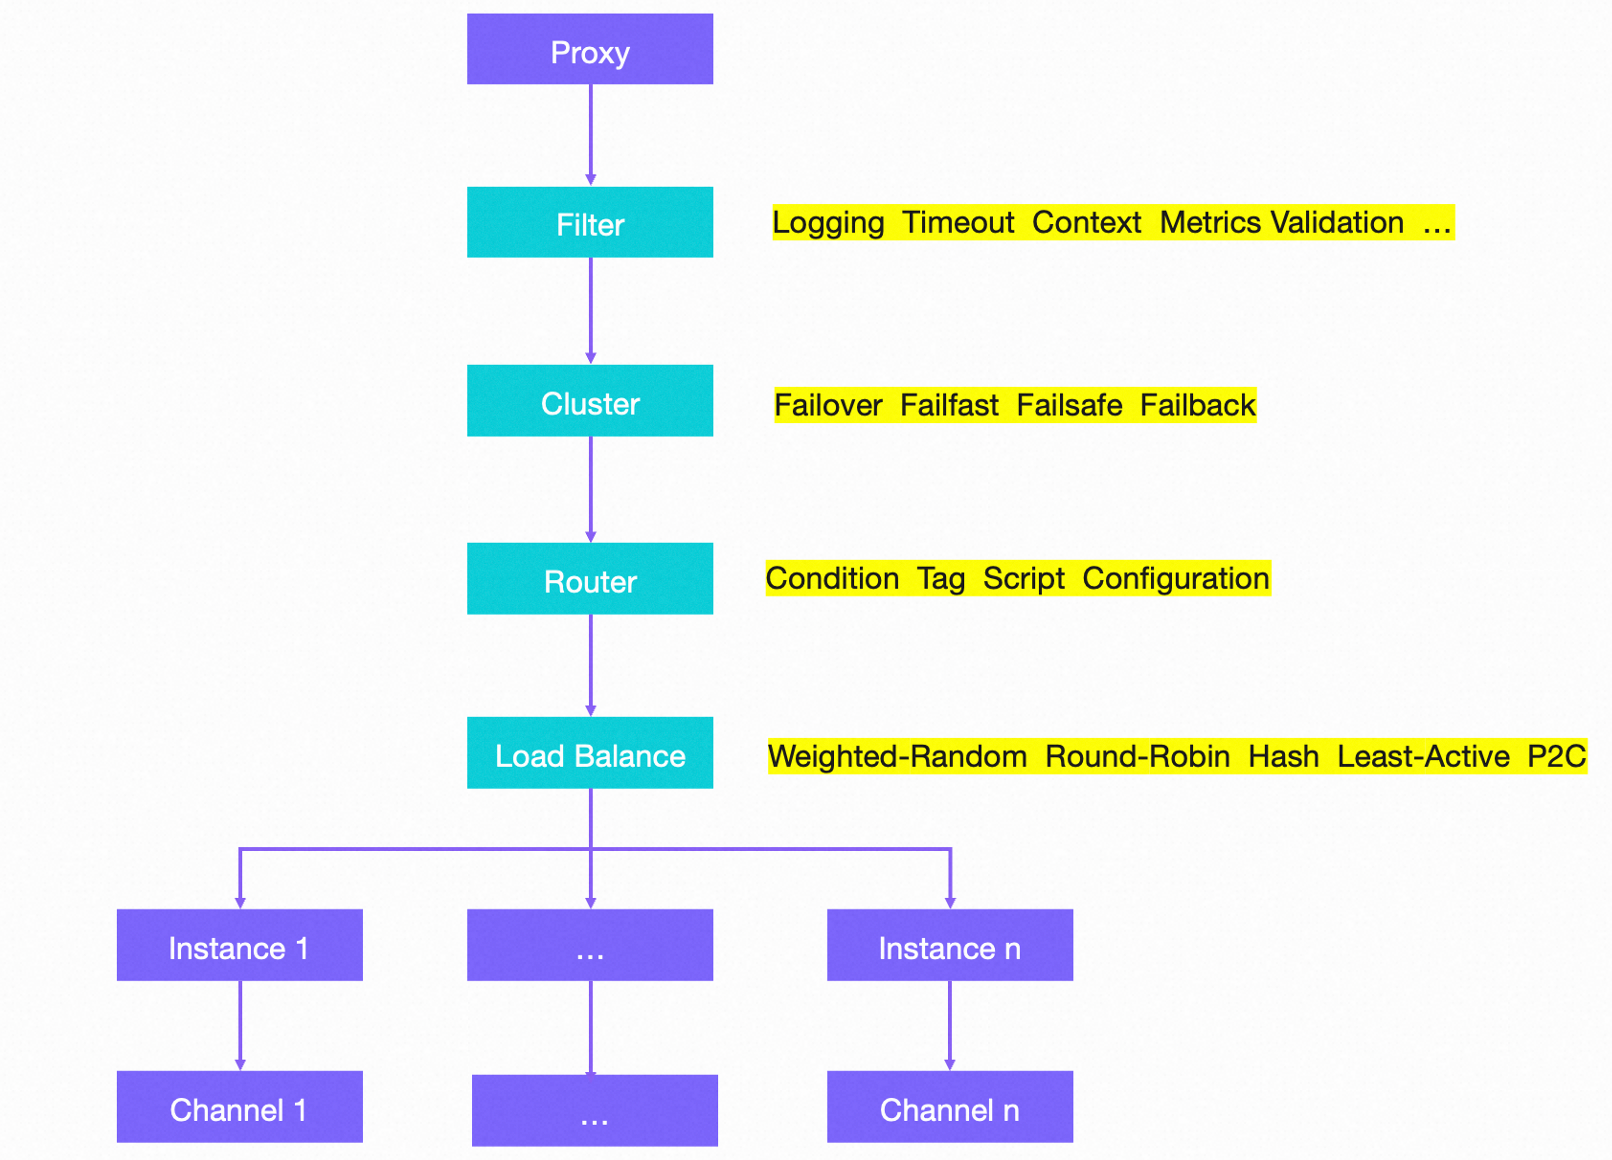 Proxy
Filter
Logging Timeout Context Metrics Validation ...
Cluster
Failover Failfast Failsafe Failback
Router
Condition Tag Script Configuration
Load Balance
Weighted-Random Round-Robin Hash Least-Active P2C
Instance 1
...
Instance n
Channel 1
...
Channel n